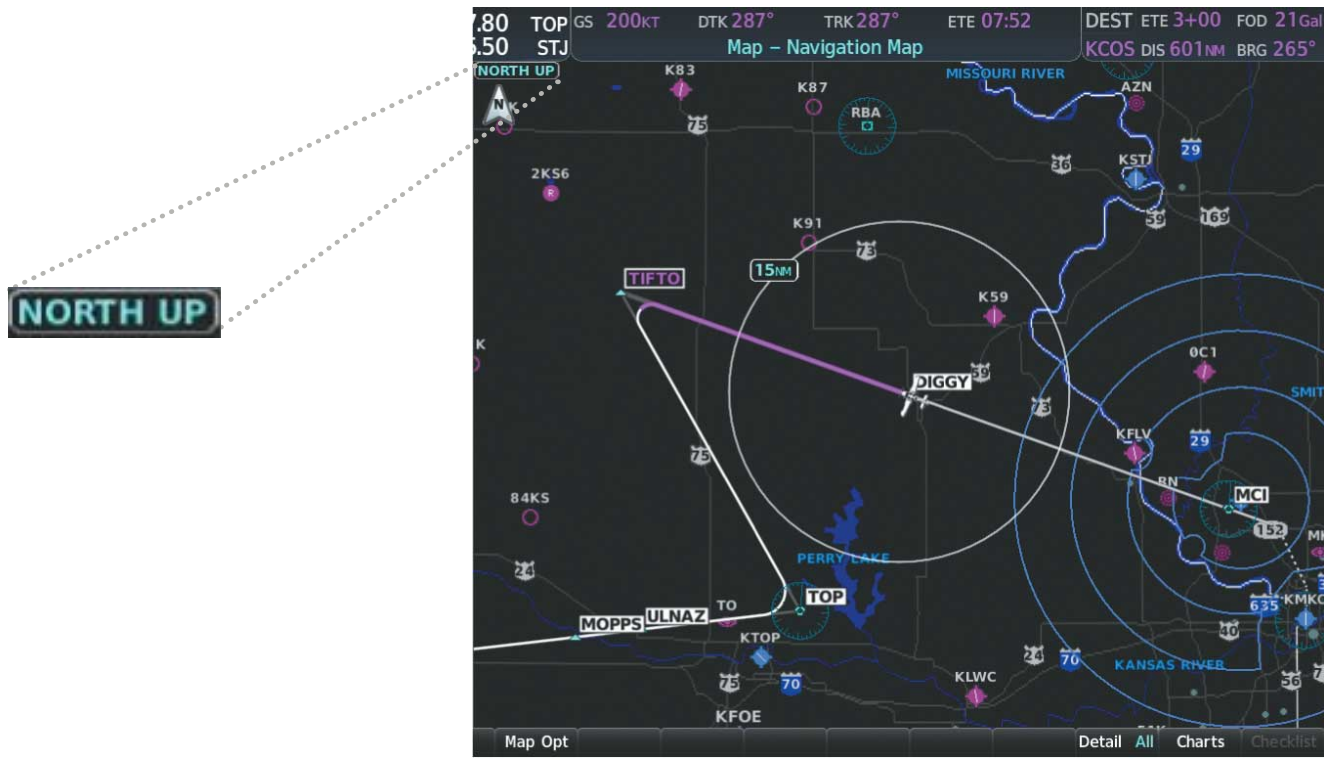 .80 TOP GS 200KT DTK 287° TRK 287° ETE 07:52 DEST ETE 3+00 FOD 21Gal
.50 STJ Map – Navigation Map KCOS DIS 601NM BRG 265°
NORTH UP
MISSOURI RIVER
K83
K87
AZN
N
K
75
RBA
29
36
KSTJ
2KS6
R
59
169
K91
73
15NM
TIFTO
K59
NORTH UP
K
0C1
59
DIGGY
SMIT
73
KFLV
29
75
84KS
RN
MCI
152
PERRY LAKE
24
TOP
TO
635
KMKC
MOPPS
ULNAZ
40
KTOP
24
70
KANSAS RIVER
75
70
KLWC
56
KFOE
Map Opt
Detail All
Charts
Checklist